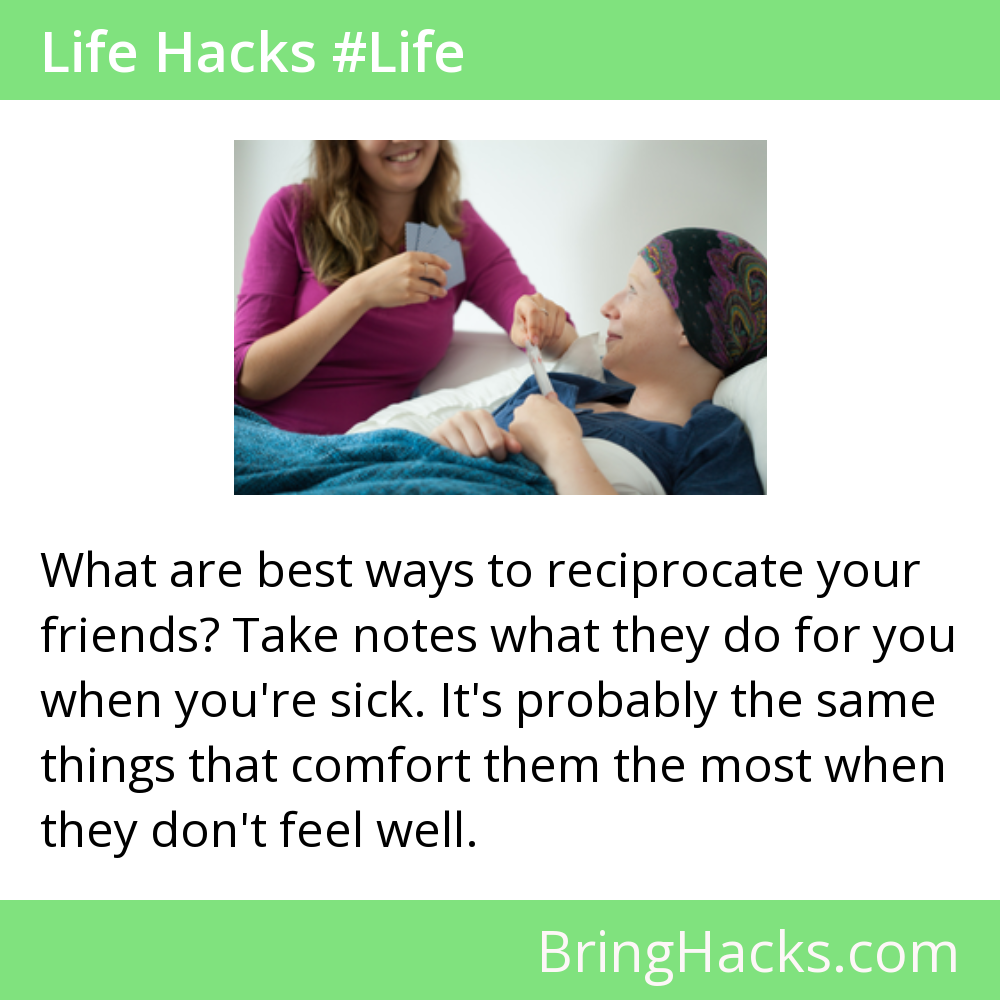 Life Hacks #Life
What are best ways to reciprocate your
friends? Take notes what they do for you
when you're sick. It's probably the same
things that comfort them the most when
they don't feel well.
BringHacks.com